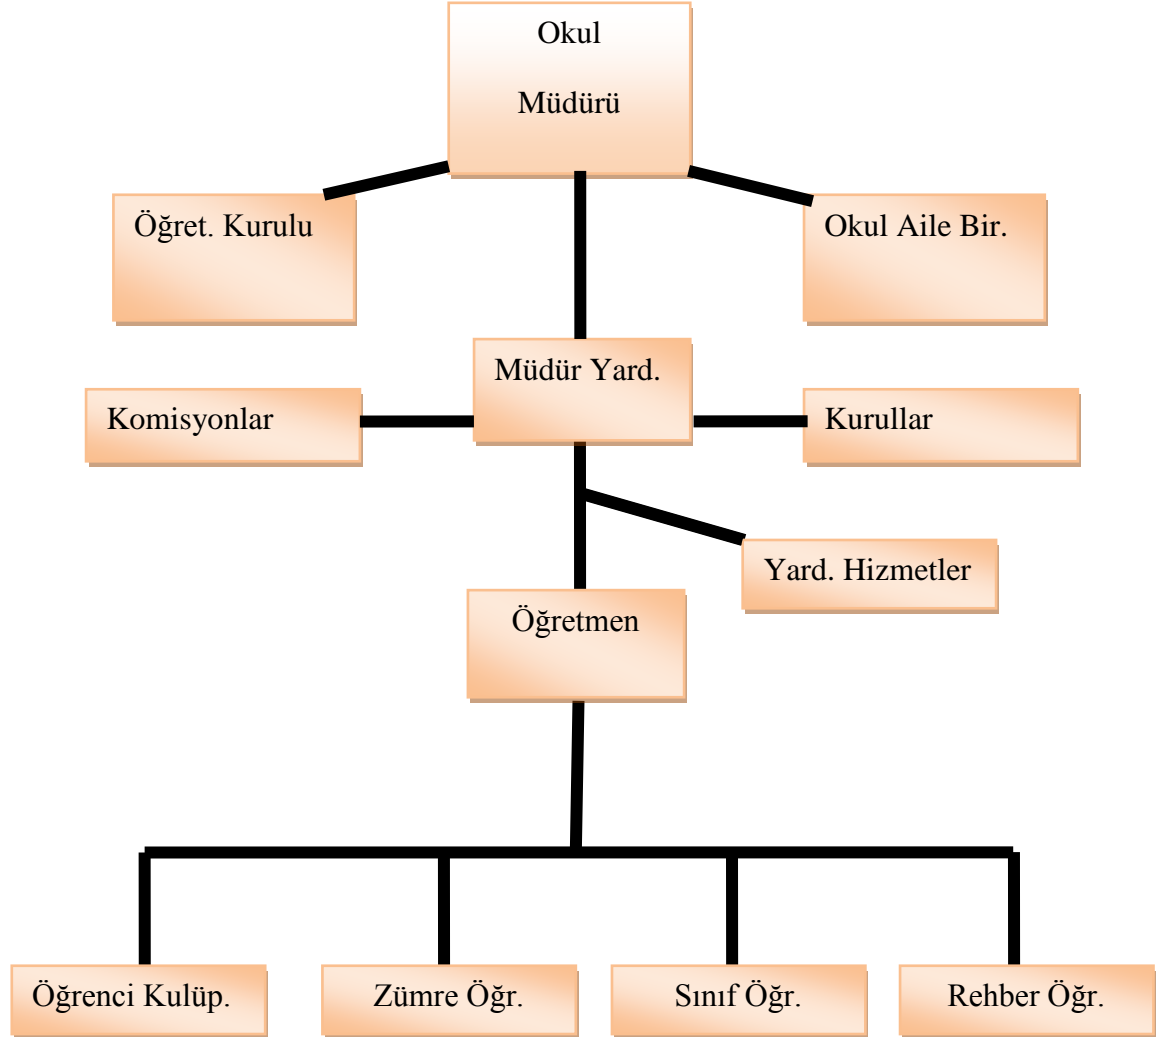 Okul
Müdürü
Öğret. Kurulu
Okul Aile Bir.
Müdür Yard.
Komisyonlar
Kurullar
Yard. Hizmetler
Öğretmen
Öğrenci Kulüp.
Zümre Öğr.
Sınıf Öğr.
Rehber Öğr.